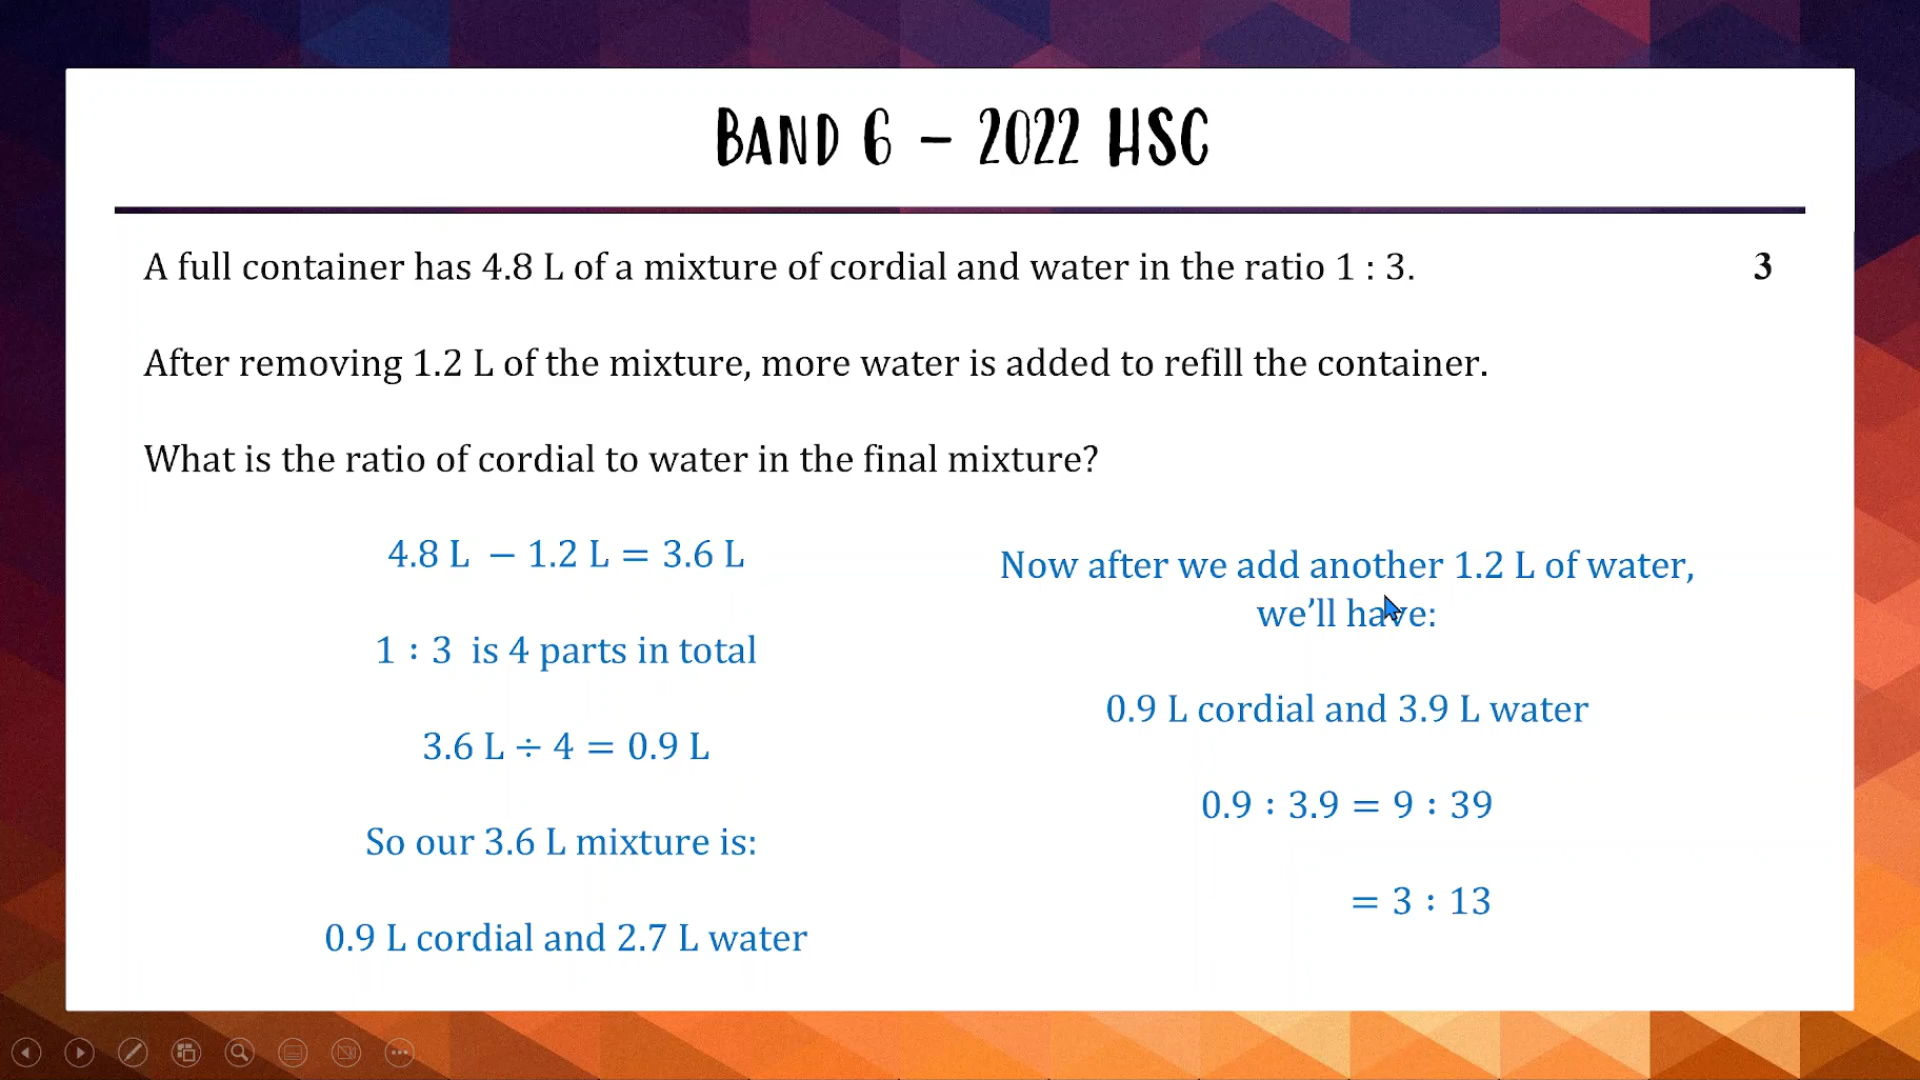 BAND 6 – 2022 HSC
A full container has 4.8 L of a mixture of cordial and water in the ratio 1 : 3. 3
After removing 1.2 L of the mixture, more water is added to refill the container.
What is the ratio of cordial to water in the final mixture?
4.8 L − 1.2 L = 3.6 L
1 : 3 is 4 parts in total
3.6 L ÷ 4 = 0.9 L
So our 3.6 L mixture is:
0.9 L cordial and 2.7 L water
Now after we add another 1.2 L of water,
we'll have:
0.9 L cordial and 3.9 L water
0.9 : 3.9 = 9 : 39
= 3 : 13